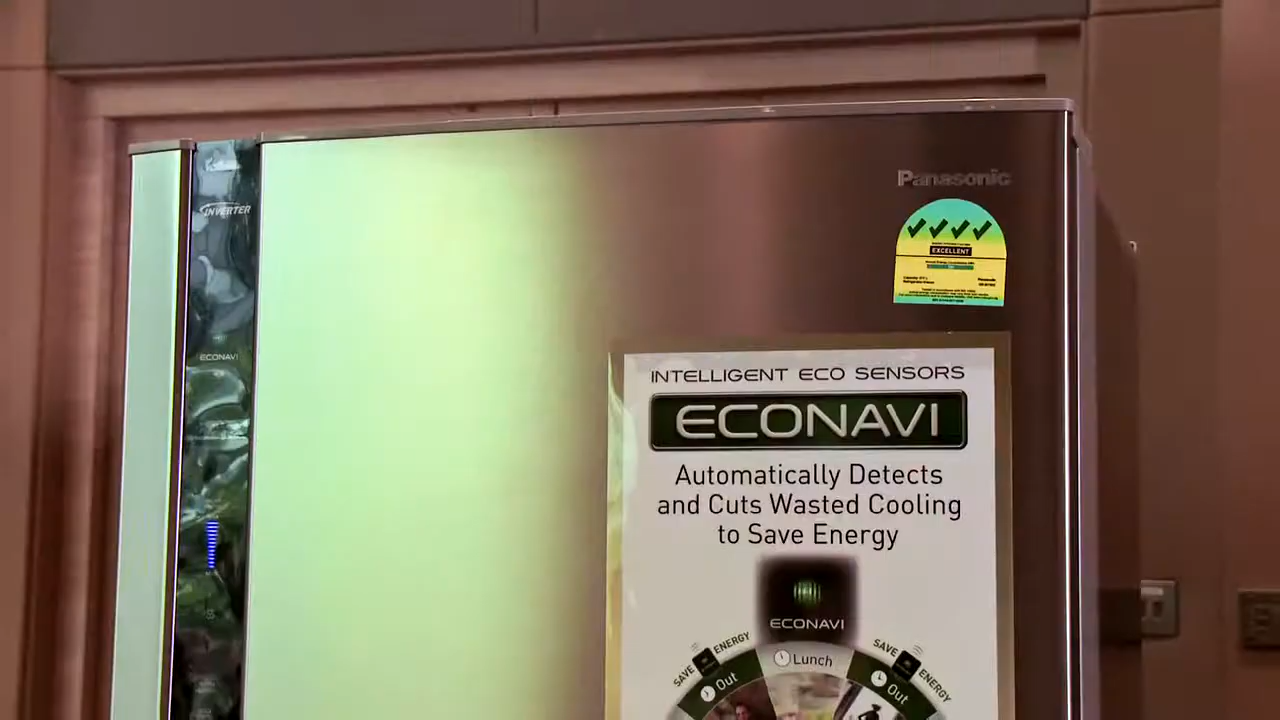 Panasonic
INVERTER
EXCELLENT
ECONAVI
INTELLIGENT ECO SENSORS
ECONAVI
Automatically Detects
and Cuts Wasted Cooling
to Save Energy
ECONAVI
SAVE ENERGY
SAVE ENERGY
Out
Lunch
Out